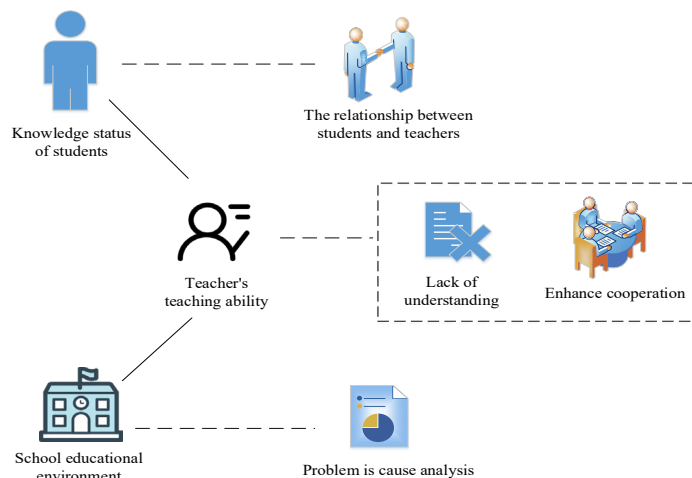 Knowledge status
of students
The relationship between
students and teachers
Teacher's
teaching ability
Lack of
understanding
Enhance cooperation
School educational
environment
Problem is cause analysis